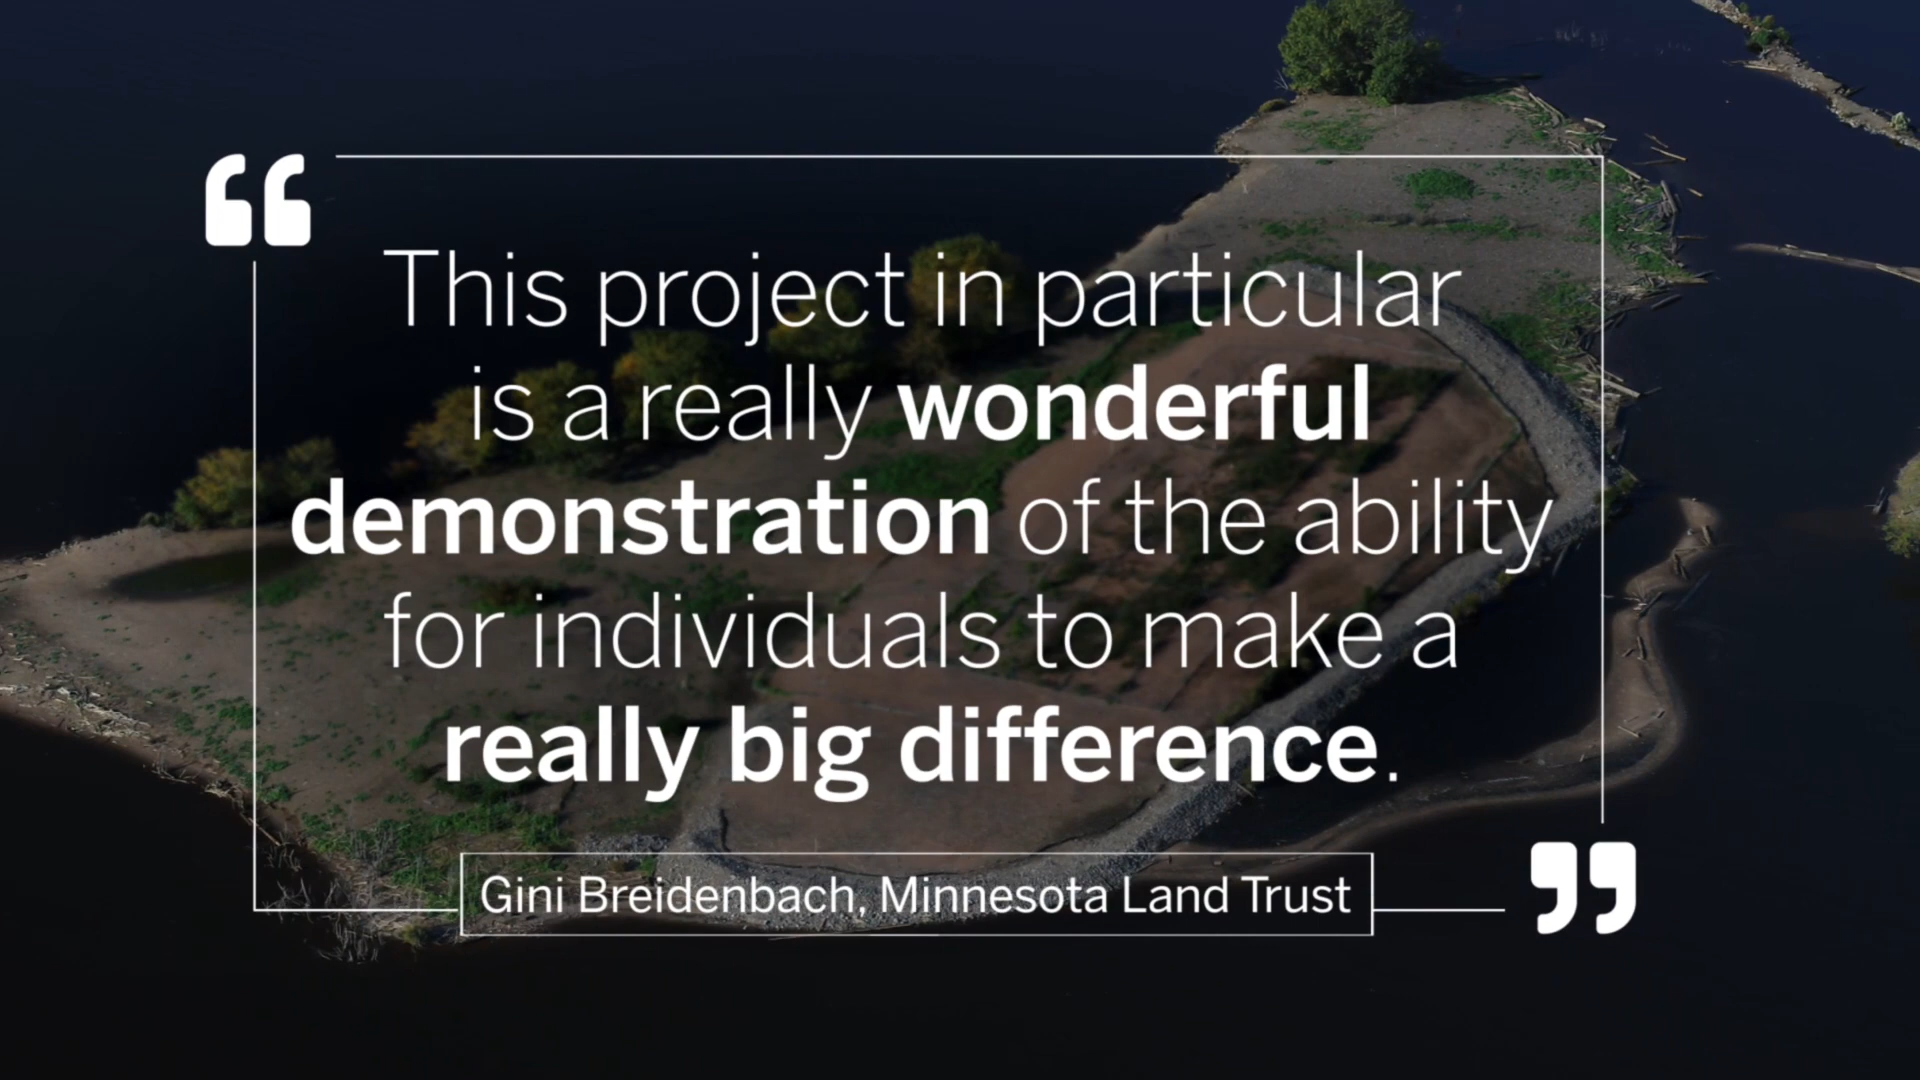 “
This project in particular
is a really wonderful
demonstration of the ability
for individuals to make a
really big difference.
”
Gini Breidenbach, Minnesota Land Trust